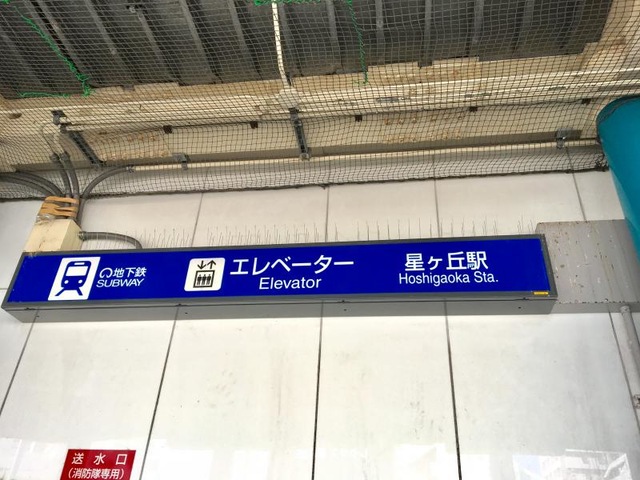 地下鉄
SUBWAY
エレベーター
Elevator
星ヶ丘駅
Hoshigaoka Sta.
送水口
(消防隊専用)